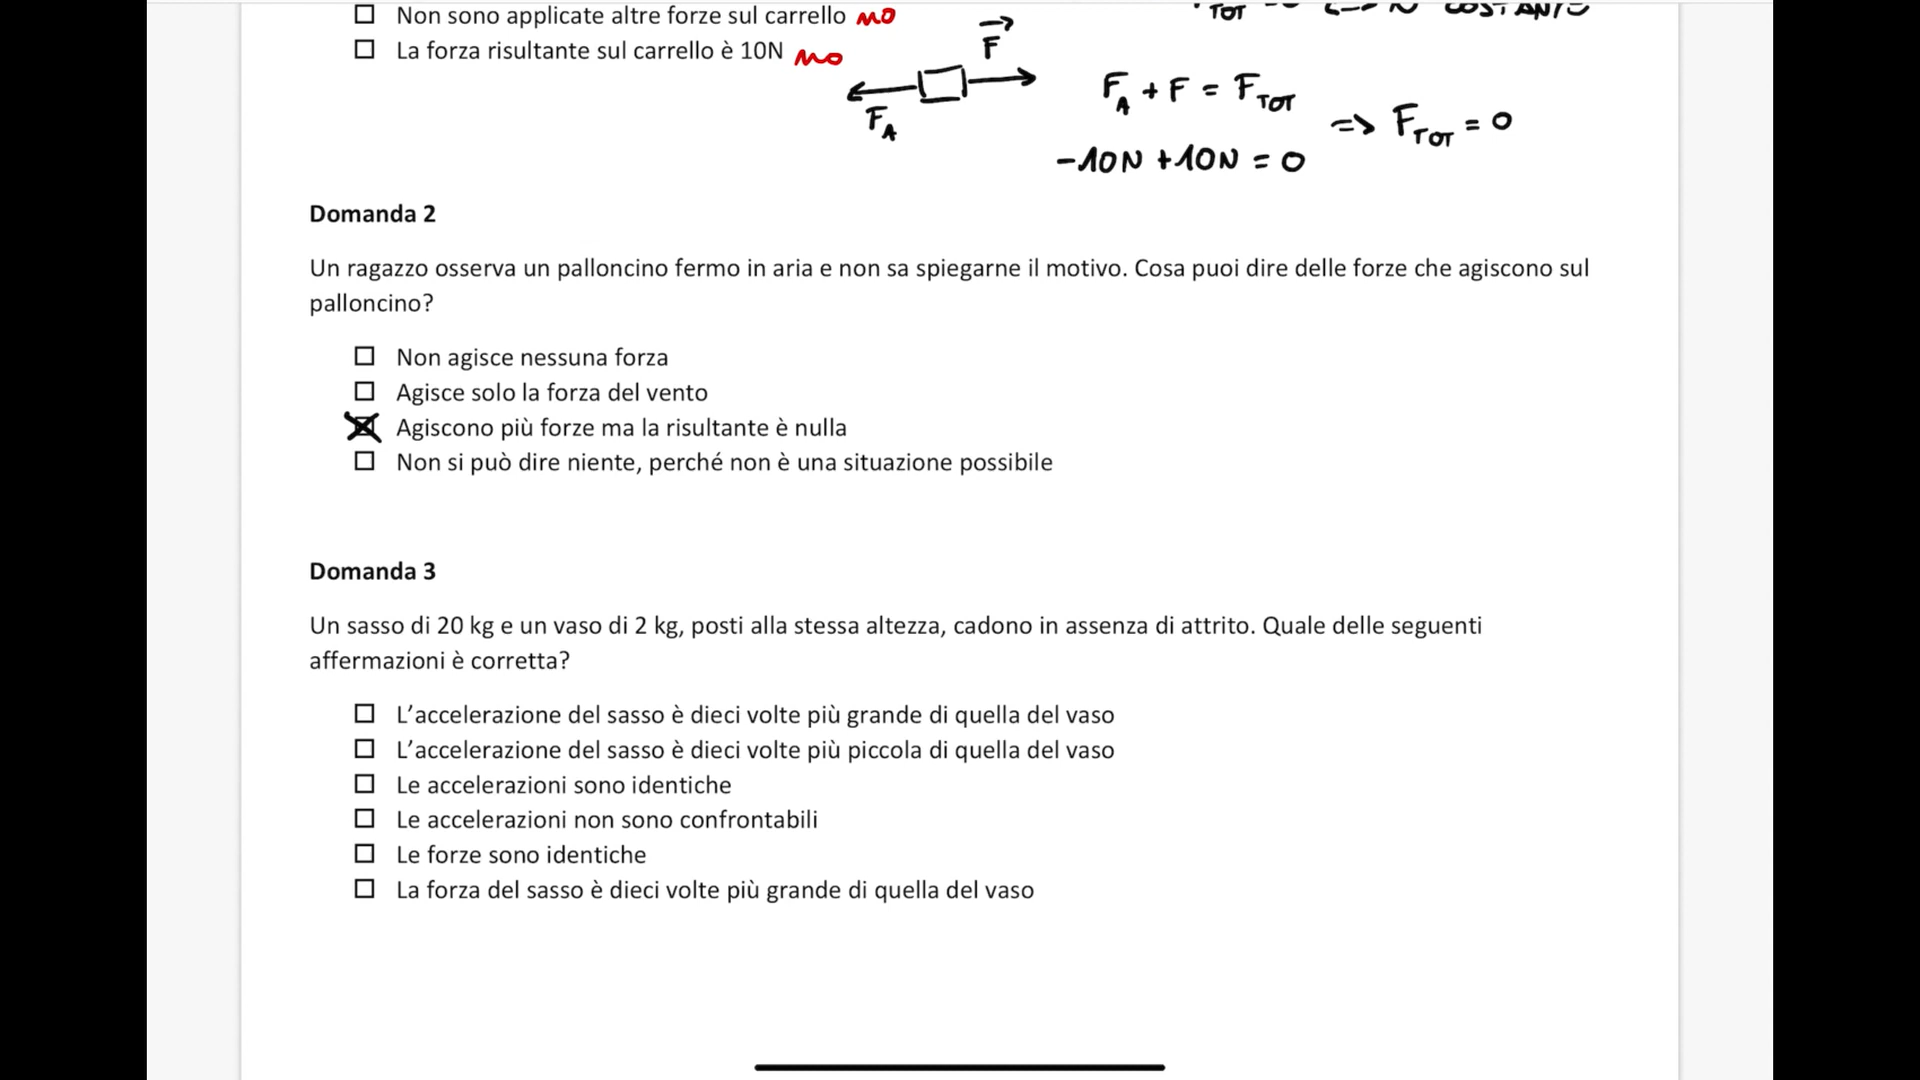 Non sono applicate altre forze sul carrello NO
La forza risultante sul carrello è 10N NO
F
F_A
F_A + F = F_TOT
=> F_TOT = 0
-10N +10N = 0
Domanda 2
Un ragazzo osserva un palloncino fermo in aria e non sa spiegarne il motivo. Cosa puoi dire delle forze che agiscono sul
palloncino?
Non agisce nessuna forza
Agisce solo la forza del vento
Agiscono più forze ma la risultante è nulla
Non si può dire niente, perché non è una situazione possibile
Domanda 3
Un sasso di 20 kg e un vaso di 2 kg, posti alla stessa altezza, cadono in assenza di attrito. Quale delle seguenti
affermazioni è corretta?
L’accelerazione del sasso è dieci volte più grande di quella del vaso
L’accelerazione del sasso è dieci volte più piccola di quella del vaso
Le accelerazioni sono identiche
Le accelerazioni non sono confrontabili
Le forze sono identiche
La forza del sasso è dieci volte più grande di quella del vaso